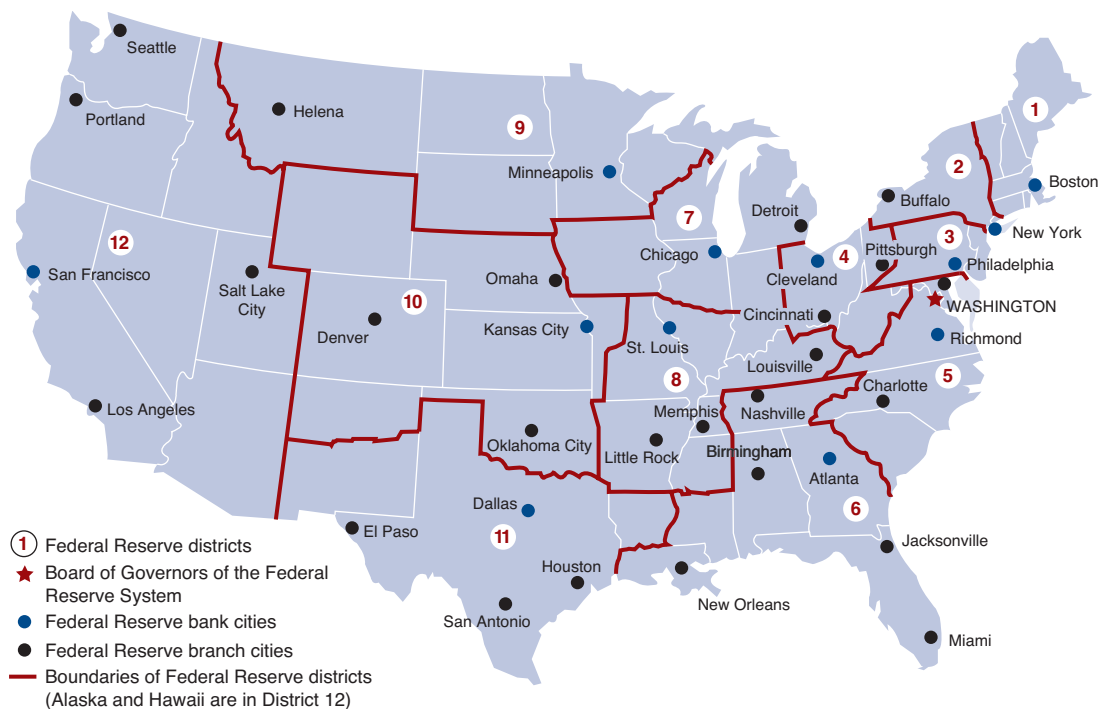 Seattle
Portland
Helena
9
1
Minneapolis
2
Boston
Buffalo
7
Detroit
12
3
New York
4
Pittsburgh
Chicago
San Francisco
Cleveland
Philadelphia
Omaha
Salt Lake
City
10
WASHINGTON
Cincinnati
Denver
Kansas City
St. Louis
Richmond
Louisville
8
5
Charlotte
Los Angeles
Memphis
Nashville
Oklahoma City
Little Rock
Birmingham
Atlanta
Dallas
6
El Paso
11
Jacksonville
Houston
New Orleans
San Antonio
Miami
1 Federal Reserve districts
Board of Governors of the Federal
Reserve System
Federal Reserve bank cities
Federal Reserve branch cities
Boundaries of Federal Reserve districts
(Alaska and Hawaii are in District 12)